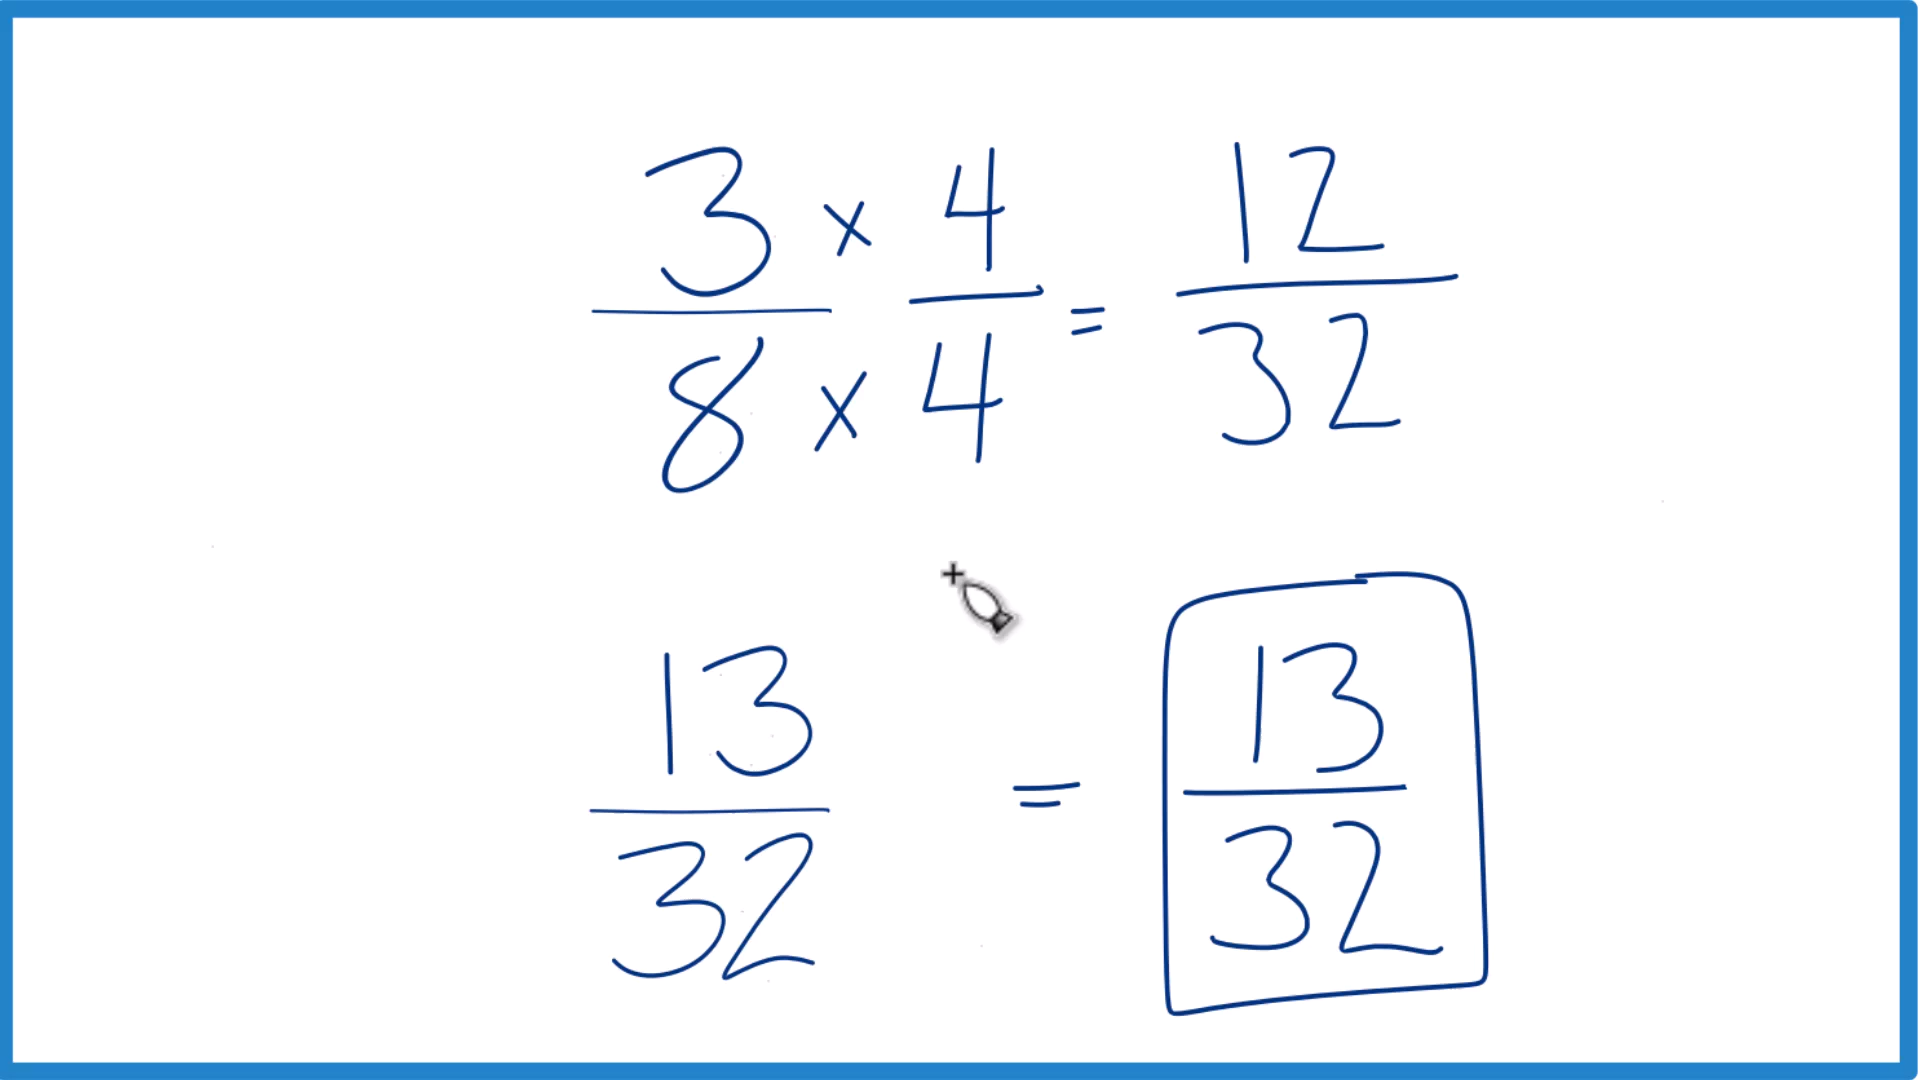 3 × 4 = 12
8 × 4 32
13 = 13
32 32